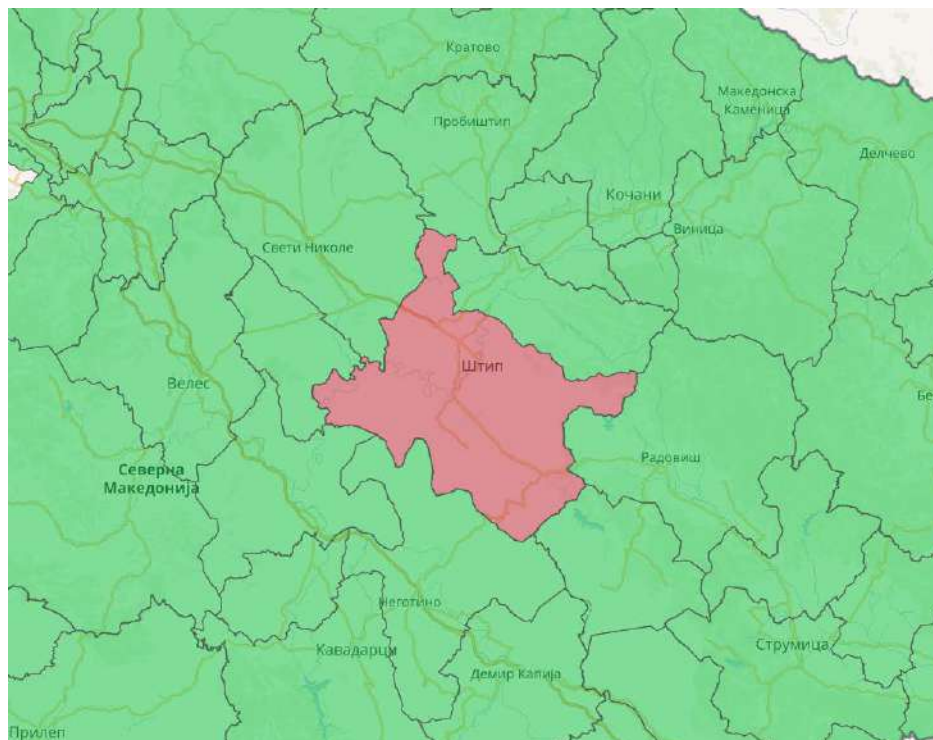 Кратово
Македонска
Каменица
Пробиштип
Делчево
Кочани
Виница
Свети Николе
Штип
Велес
Бе
Радовиш
Северна
Македонија
Неготино
Струмица
Кавадарци
Демир Капија
Прилеп